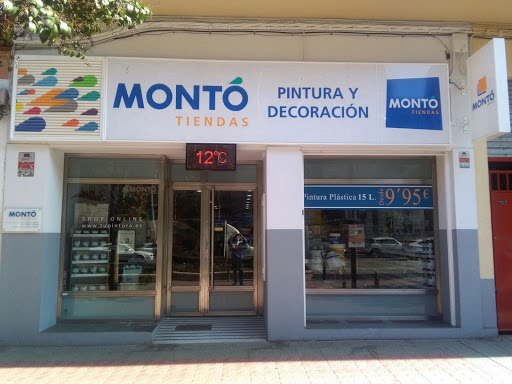 MONTÓ
TIENDAS
PINTURA Y
DECORACIÓN
MONTÓ
TIENDAS
MONTÓ
12°C
MONTÓ
SHOP ONLINE
www.tupintura.es
Pintura Plástica 15 L.
9'95€
MONTÓ